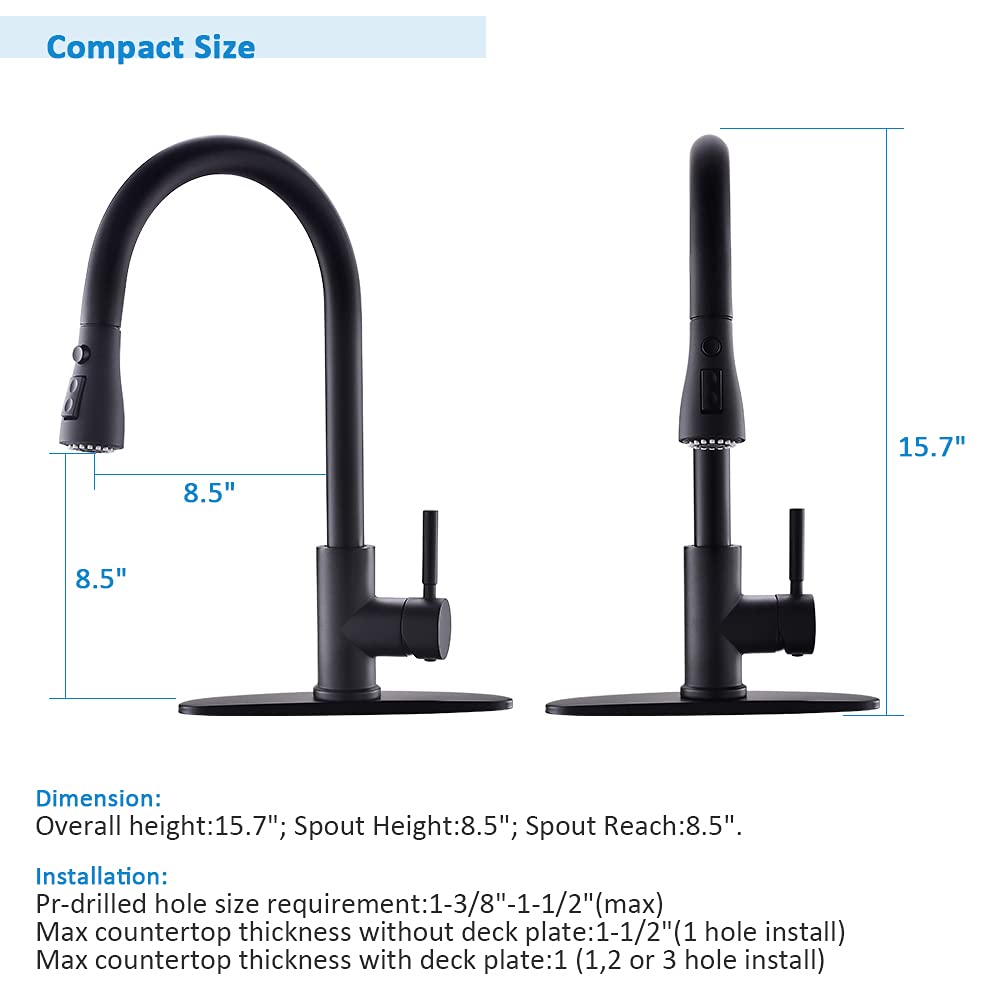 Compact Size
15.7"
8.5"
8.5"
Dimension:
Overall height:15.7"; Spout Height:8.5"; Spout Reach:8.5".
Installation:
Pr-drilled hole size requirement:1-3/8"-1-1/2"(max)
Max countertop thickness without deck plate:1-1/2"(1 hole install)
Max countertop thickness with deck plate:1 (1,2 or 3 hole install)